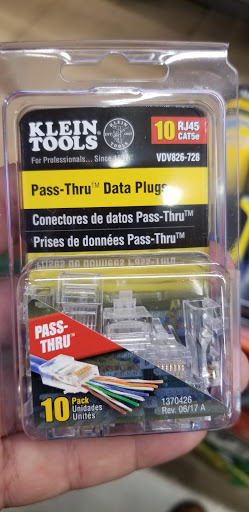 KLEIN
TOOLS
For Professionals... Since
10 RJ45
CAT5e
VDV826-728
Pass-Thru™ Data Plugs
Conectores de datos Pass-Thru™
Prises de données Pass-Thru™
PASS-
THRU™
10 Pack
Unidades
Unités
1370426
Rev. 06/17 A